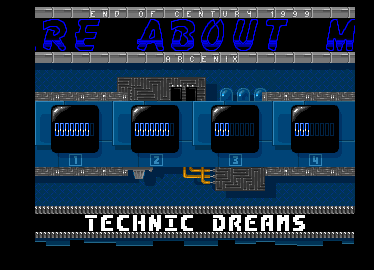 END OF CENTURY 1999
RE ABOUT M
ARCENIX
1 2 3 4
TECHNIC DREAMS